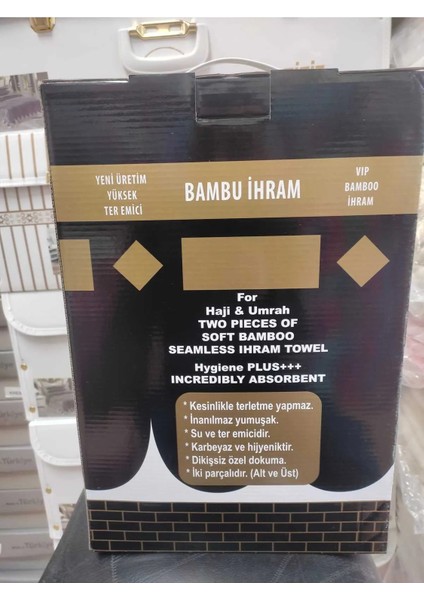 YENİ ÜRETİM
YÜKSEK
TER EMİCİ
BAMBU İHRAM
VIP
BAMBOO
İHRAM
For
Haji & Umrah
TWO PIECES OF
SOFT BAMBOO
SEAMLESS IHRAM TOWEL
Hygiene PLUS+++
INCREDIBLY ABSORBENT
* Kesinlikle terletme yapmaz.
* İnanılmaz yumuşak.
* Su ve ter emicidir.
* Karbeyaz ve hijyeniktir.
* Dikişsiz özel dokuma.
* İki parçalıdır. (Alt ve Üst)